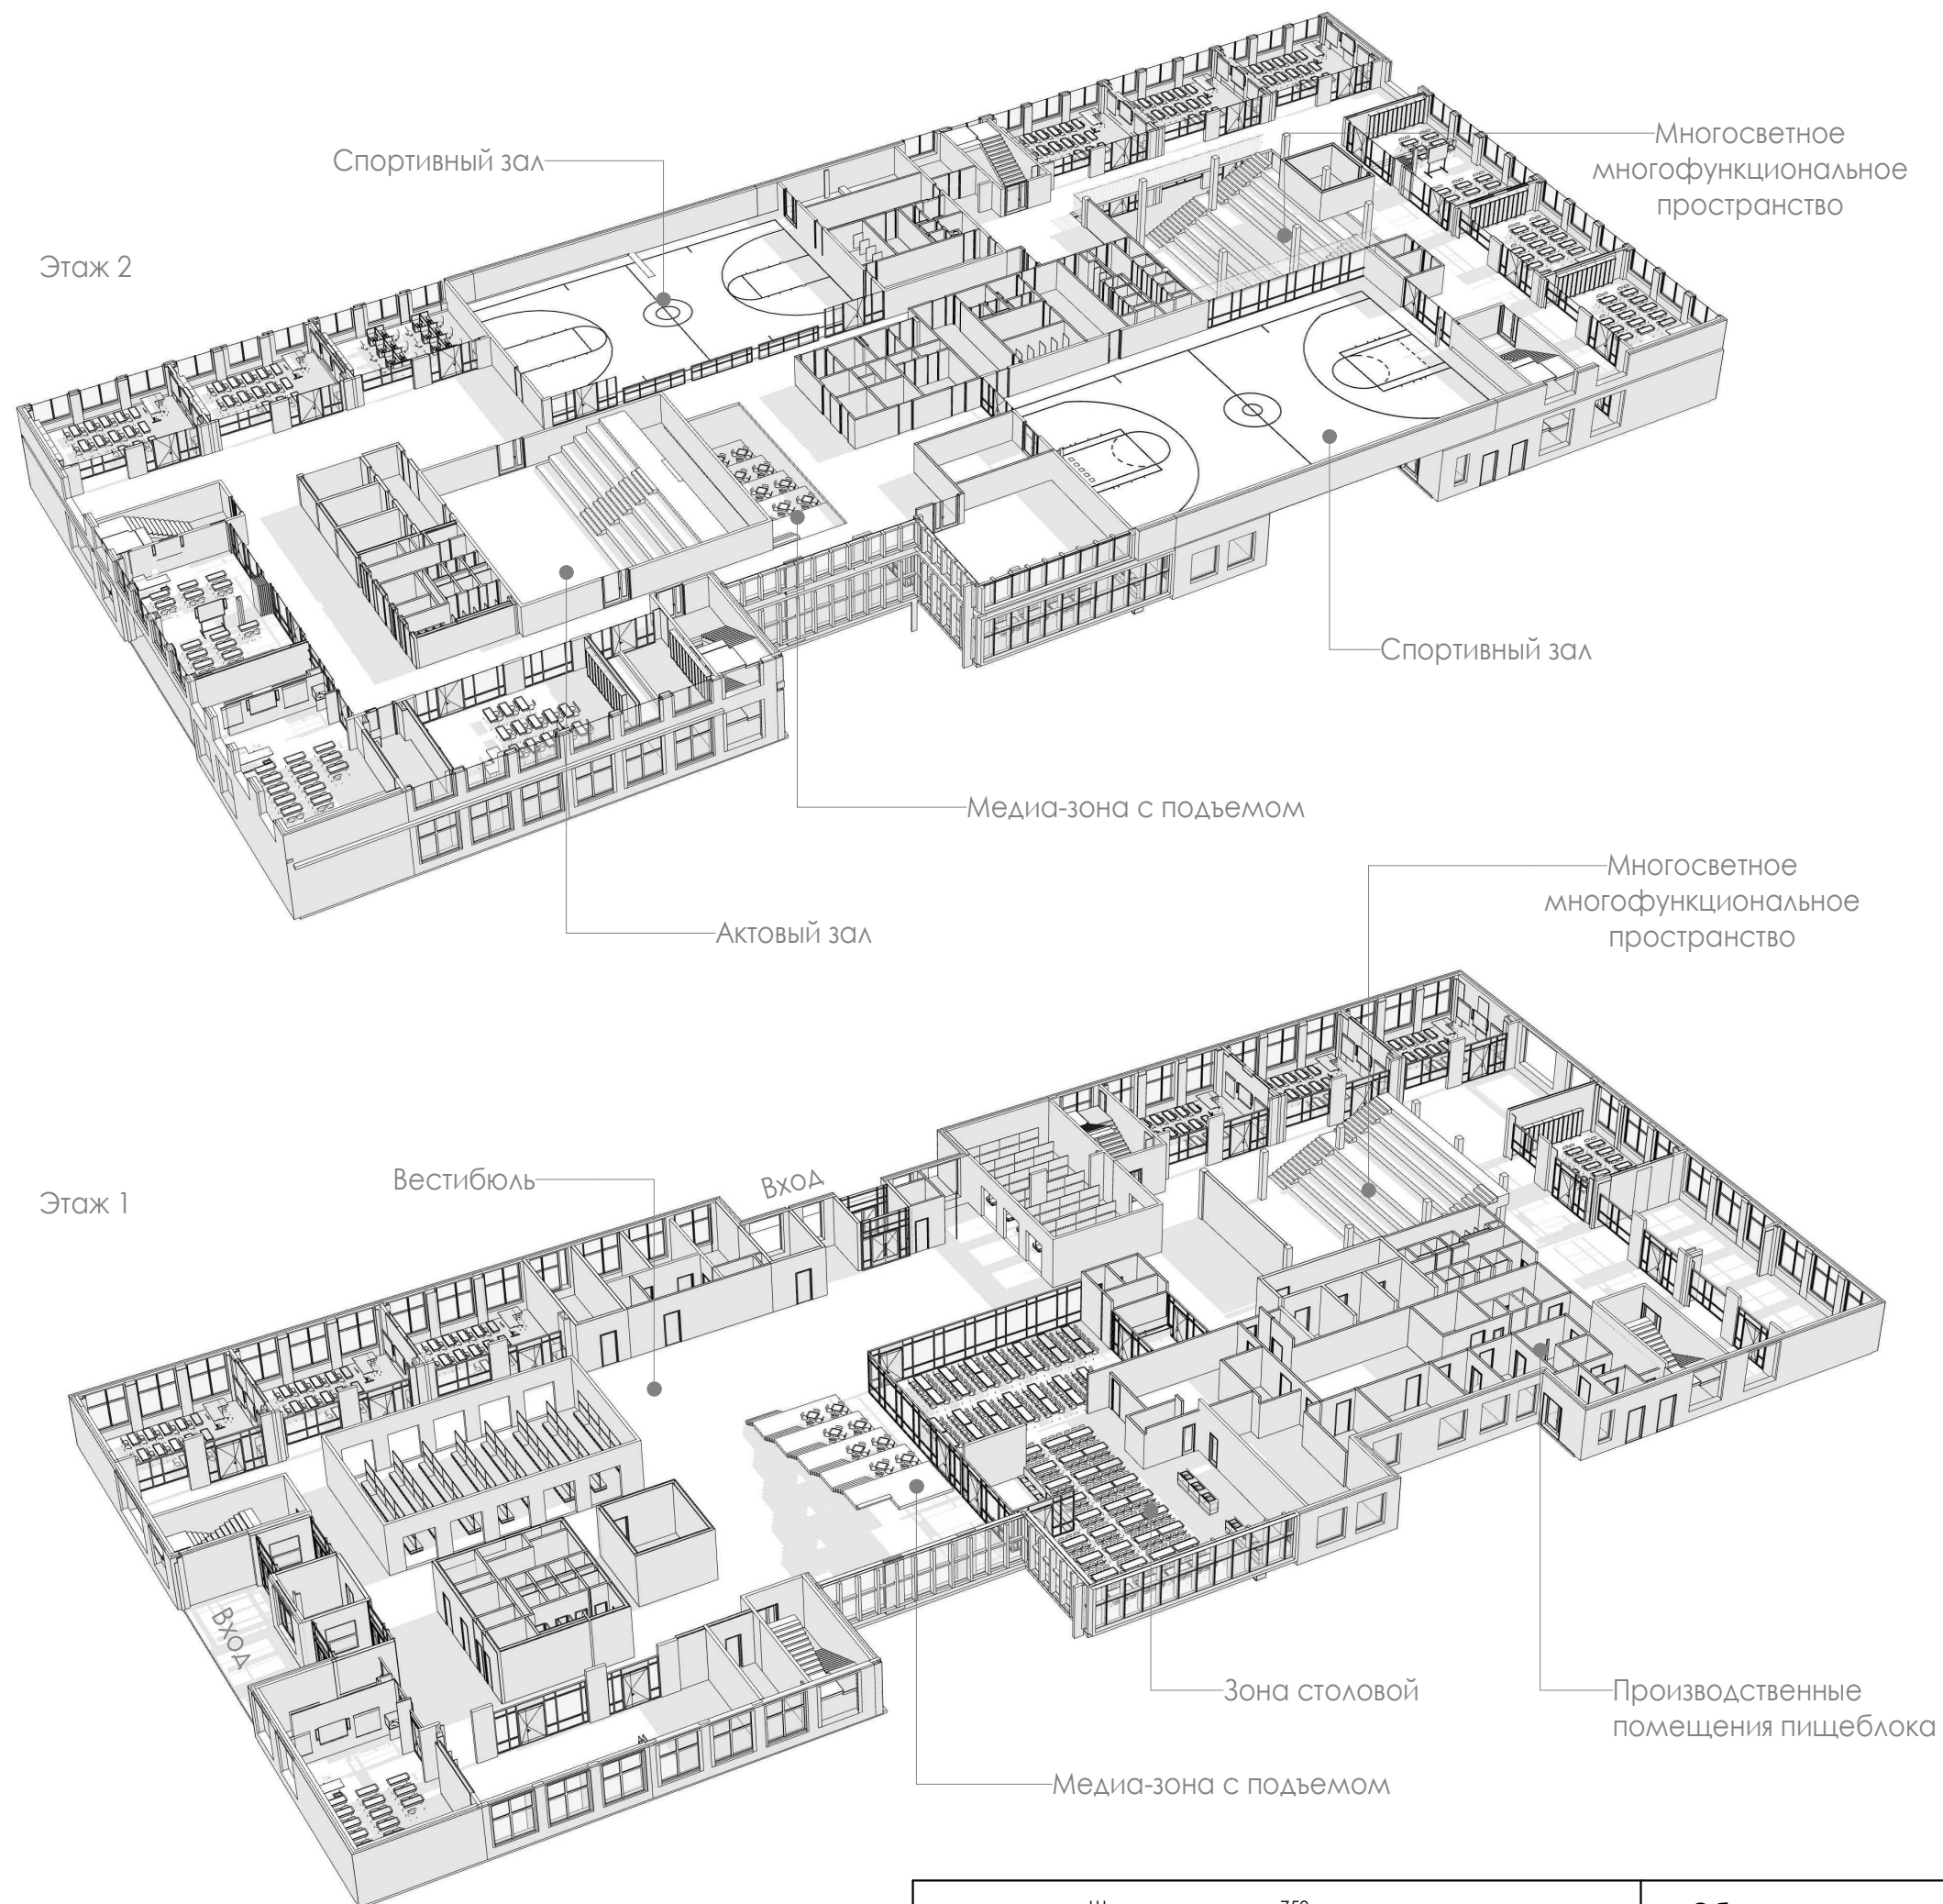 Спортивный зал
Многосветное
многофункциональное
пространство
Этаж 2
Спортивный зал
Медиа-зона с подъемом
Актовый зал
Многосветное
многофункциональное
пространство
Вестибюль
Вход
Этаж 1
Вход
Зона столовой
Производственные
помещения пищеблока
Медиа-зона с подъемом